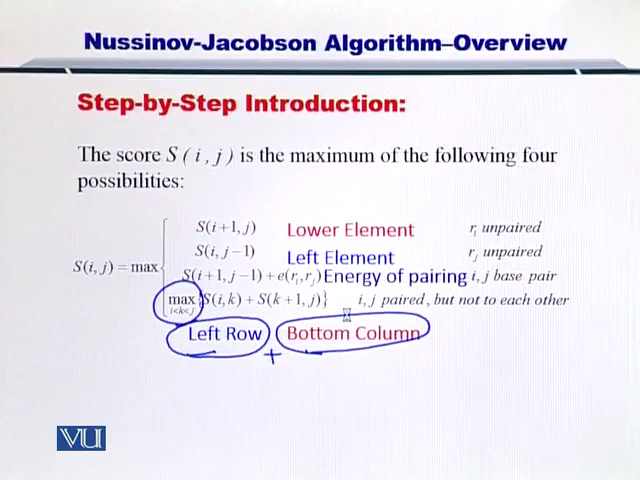 Nussinov-Jacobson Algorithm–Overview
Step-by-Step Introduction:
The score S ( i , j ) is the maximum of the following four
possibilities:
S(i+1, j) Lower Element rᵢ unpaired
S(i, j−1) Left Element rⱼ unpaired
S(i, j) = max
S(i+1, j−1) + e(rᵢ, rⱼ) Energy of pairing i, j base pair
max {S(i,k) + S(k+1, j)} i, j paired, but not to each other
i<k<j
Left Row + Bottom Column
VU